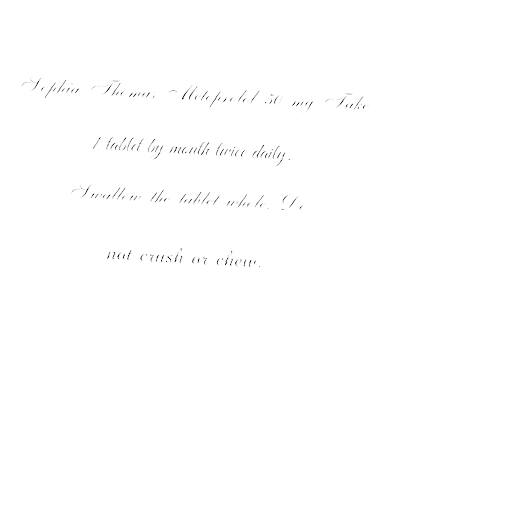 Sophia Thoma. Metoprolol 50 mg Take
1 tablet by mouth twice daily.
Swallow the tablet whole. Do
not crush or chew.